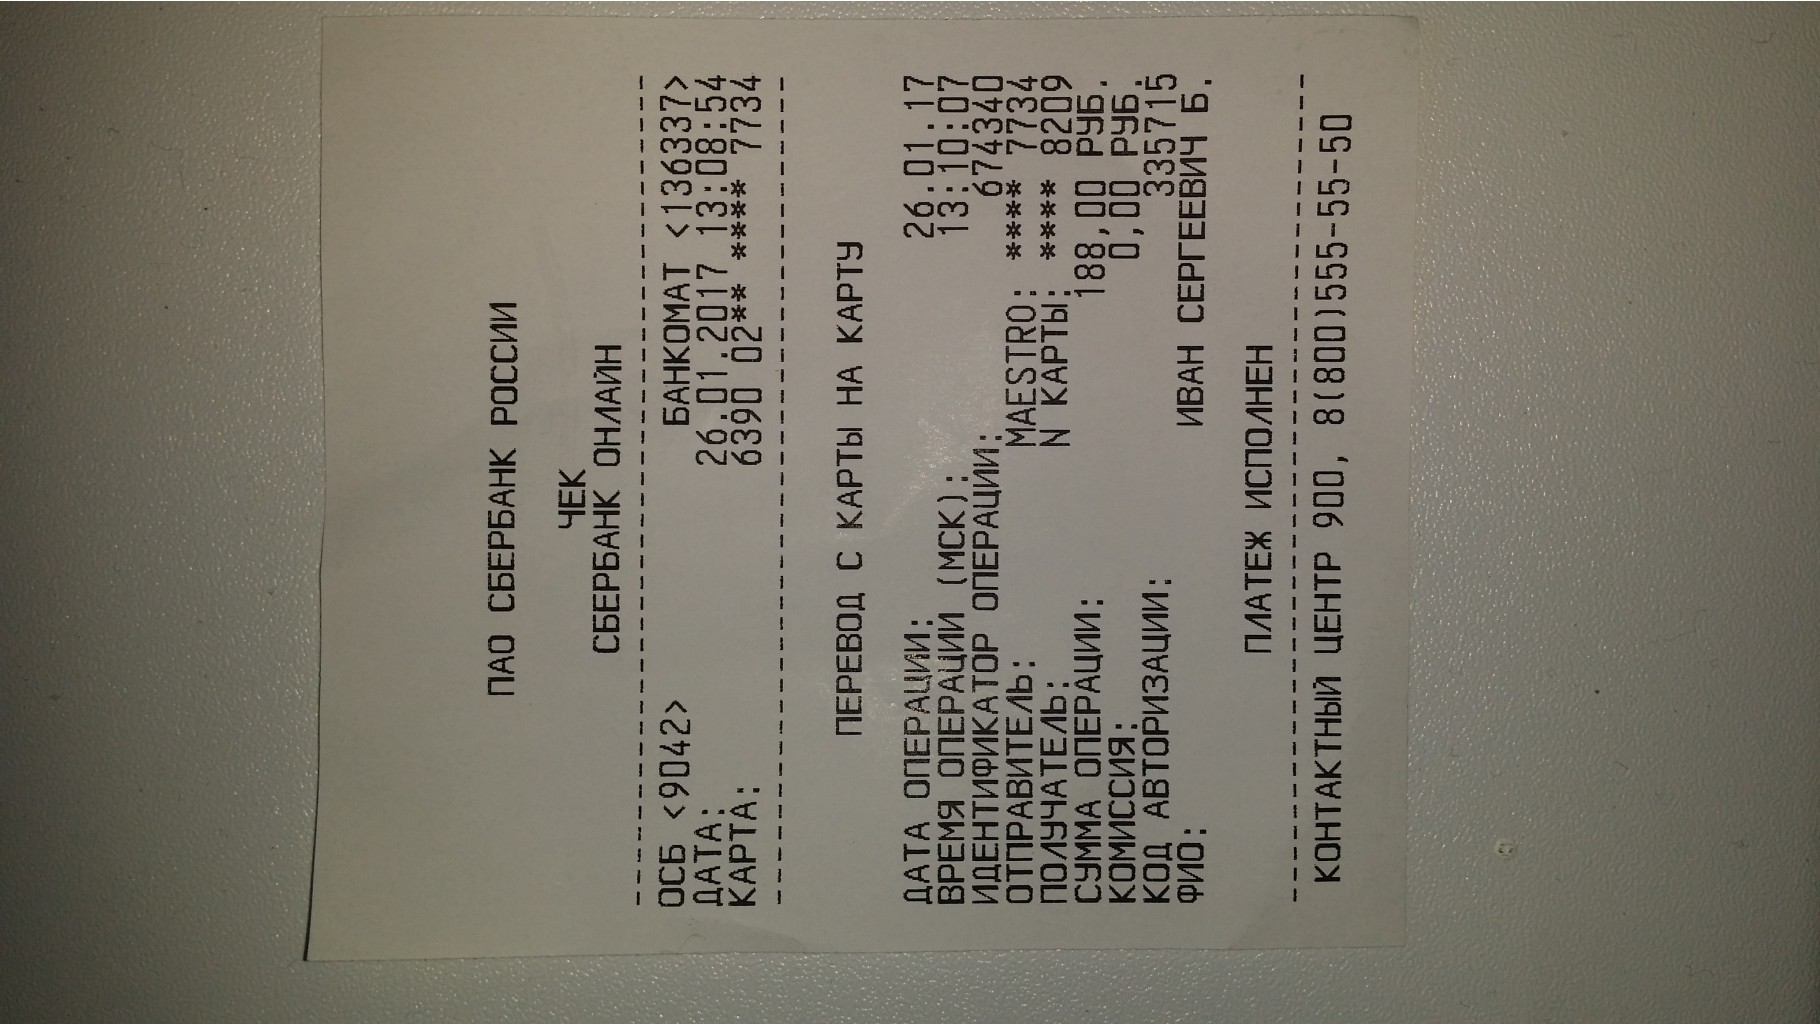 ПАО СБЕРБАНК РОССИИ
ЧЕК
СБЕРБАНК ОНЛАЙН
ОСБ <9042> БАНКОМАТ <136337>
ДАТА: 26.01.2017 13:08:54
КАРТА: 6390 02** **** 7734
ПЕРЕВОД С КАРТЫ НА КАРТУ
ДАТА ОПЕРАЦИИ: 26.01.17
ВРЕМЯ ОПЕРАЦИИ (МСК): 13:10:07
ИДЕНТИФИКАТОР ОПЕРАЦИИ: 674340
ОТПРАВИТЕЛЬ: MAESTRO: **** 7734
ПОЛУЧАТЕЛЬ: N КАРТЫ: **** 8209
СУММА ОПЕРАЦИИ: 188,00 РУБ.
КОМИССИЯ: 0,00 РУБ.
КОД АВТОРИЗАЦИИ: 335715
ФИО: ИВАН СЕРГЕЕВИЧ Б.
ПЛАТЕЖ ИСПОЛНЕН
КОНТАКТНЫЙ ЦЕНТР 900, 8(800)555-55-50